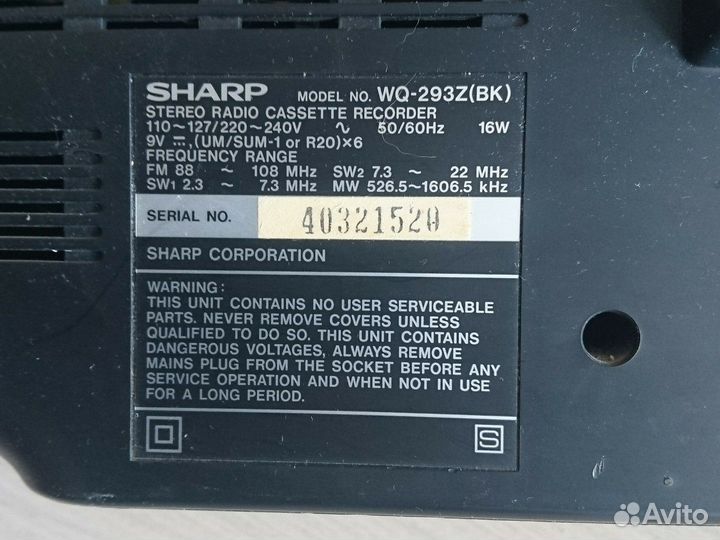 SHARP MODEL NO. WQ-293Z(BK)
STEREO RADIO CASSETTE RECORDER
110~127/220~240V ∿ 50/60Hz 16W
9V ⎓, (UM/SUM-1 or R20)×6
FREQUENCY RANGE
FM 88 ~ 108 MHz SW2 7.3 ~ 22 MHz
SW1 2.3 ~ 7.3 MHz MW 526.5~1606.5 kHz
SERIAL NO. 40321520
SHARP CORPORATION
WARNING:
THIS UNIT CONTAINS NO USER SERVICEABLE
PARTS. NEVER REMOVE COVERS UNLESS
QUALIFIED TO DO SO. THIS UNIT CONTAINS
DANGEROUS VOLTAGES, ALWAYS REMOVE
MAINS PLUG FROM THE SOCKET BEFORE ANY
SERVICE OPERATION AND WHEN NOT IN USE
FOR A LONG PERIOD.
S
Avito